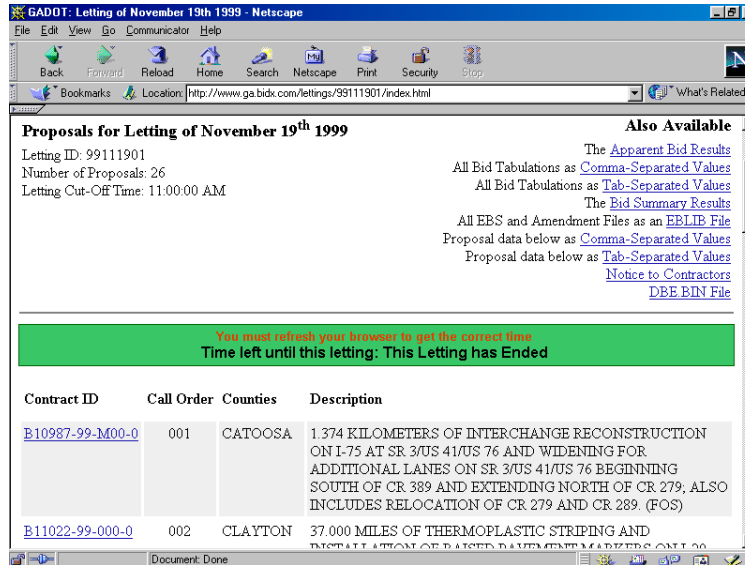 GADOT: Letting of November 19th 1999 - Netscape
File Edit View Go Communicator Help
Back Forward Reload Home Search Netscape Print Security Stop
My
N
Bookmarks Location: http://www.ga.bidx.com/lettings/99111901/index.html What's Related
Proposals for Letting of November 19th 1999
Letting ID: 99111901
Number of Proposals: 26
Letting Cut-Off Time: 11:00:00 AM
Also Available
The Apparent Bid Results
All Bid Tabulations as Comma-Separated Values
All Bid Tabulations as Tab-Separated Values
The Bid Summary Results
All EBS and Amendment Files as an EBLIB File
Proposal data below as Comma-Separated Values
Proposal data below as Tab-Separated Values
Notice to Contractors
DBE.BIN File
You must refresh your browser to get the correct time
Time left until this letting: This Letting has Ended
Contract ID Call Order Counties Description
B10987-99-M00-0 001 CATOOSA 1.374 KILOMETERS OF INTERCHANGE RECONSTRUCTION
ON I-75 AT SR 3/US 41/US 76 AND WIDENING FOR
ADDITIONAL LANES ON SR 3/US 41/US 76 BEGINNING
SOUTH OF CR 389 AND EXTENDING NORTH OF CR 279; ALSO
INCLUDES RELOCATION OF CR 279 AND CR 289. (FOS)
B11022-99-000-0 002 CLAYTON 37.000 MILES OF THERMOPLASTIC STRIPING AND
INSTALLATION OF RAISED PAVEMENT MARKERS ON I-20
Document: Done